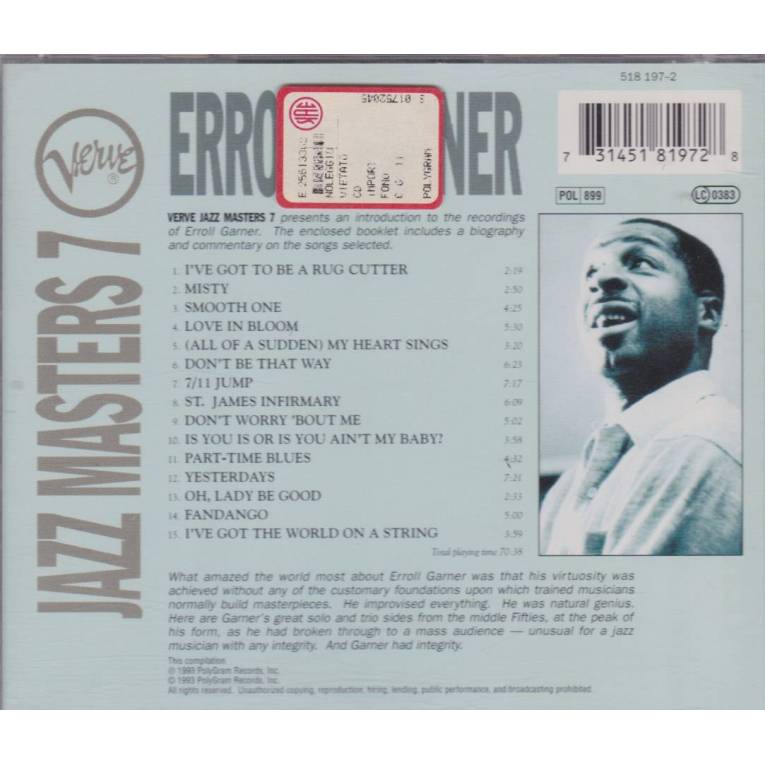 518 197-2
7 31451 81972 8
POL 899
LC 0383
Verve ®
JAZZ MASTERS 7
ERRO NER
S 01752045
NOLEGGIO
VIETATO
CD
IMPORT
FONO
POLYGRAM
VERVE JAZZ MASTERS 7 presents an introduction to the recordings
of Erroll Garner. The enclosed booklet includes a biography
and commentary on the songs selected.
1. I'VE GOT TO BE A RUG CUTTER 2:19
2. MISTY 2:50
3. SMOOTH ONE 4:25
4. LOVE IN BLOOM 5:30
5. (ALL OF A SUDDEN) MY HEART SINGS 3:20
6. DON'T BE THAT WAY 6:23
7. 7/11 JUMP 7:17
8. ST. JAMES INFIRMARY 6:09
9. DON'T WORRY 'BOUT ME 5:02
10. IS YOU IS OR IS YOU AIN'T MY BABY? 3:58
11. PART-TIME BLUES 4:32
12. YESTERDAYS 7:21
13. OH, LADY BE GOOD 2:33
14. FANDANGO 5:00
15. I'VE GOT THE WORLD ON A STRING 3:59
Total playing time 70:38
What amazed the world most about Erroll Garner was that his virtuosity was
achieved without any of the customary foundations upon which trained musicians
normally build masterpieces. He improvised everything. He was natural genius.
Here are Garner's great solo and trio sides from the middle Fifties, at the peak of
his form, as he had broken through to a mass audience — unusual for a jazz
musician with any integrity. And Garner had integrity.
This compilation
℗ 1993 PolyGram Records, Inc.
© 1993 PolyGram Records, Inc.
All rights reserved. Unauthorized copying, reproduction, hiring, lending, public performance, and broadcasting prohibited.